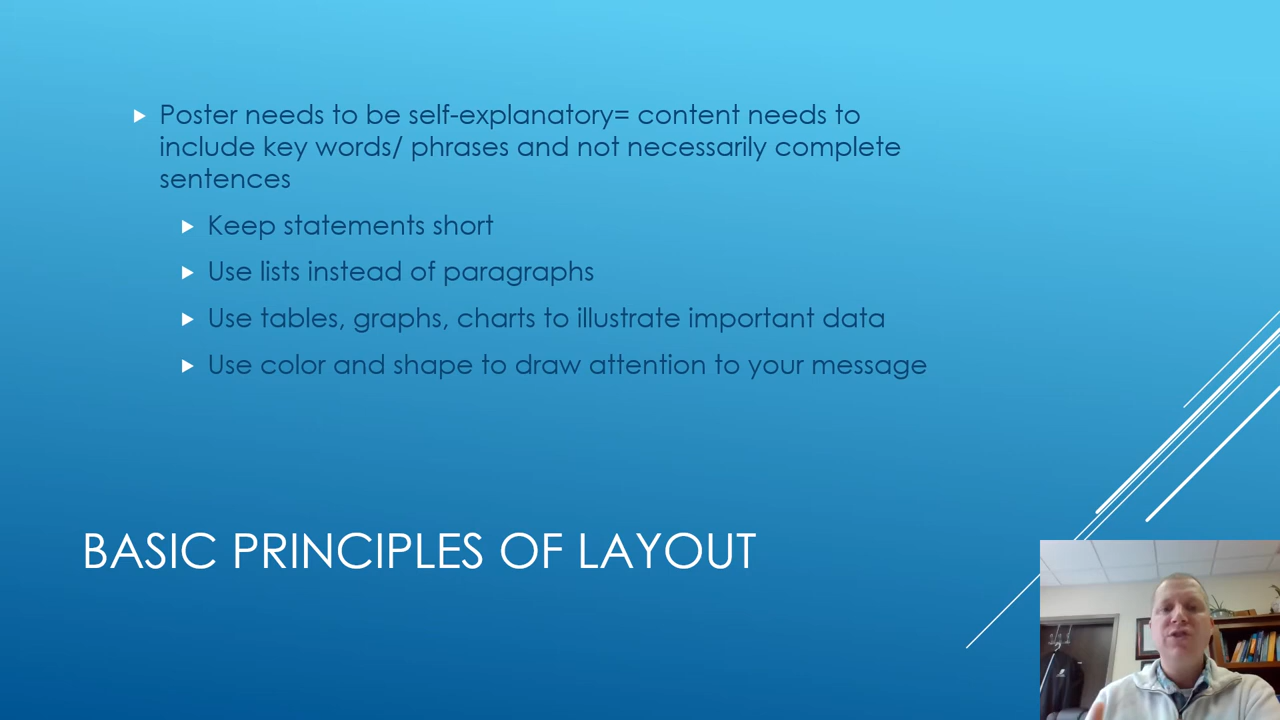 Poster needs to be self-explanatory= content needs to
include key words/ phrases and not necessarily complete
sentences
Keep statements short
Use lists instead of paragraphs
Use tables, graphs, charts to illustrate important data
Use color and shape to draw attention to your message
BASIC PRINCIPLES OF LAYOUT